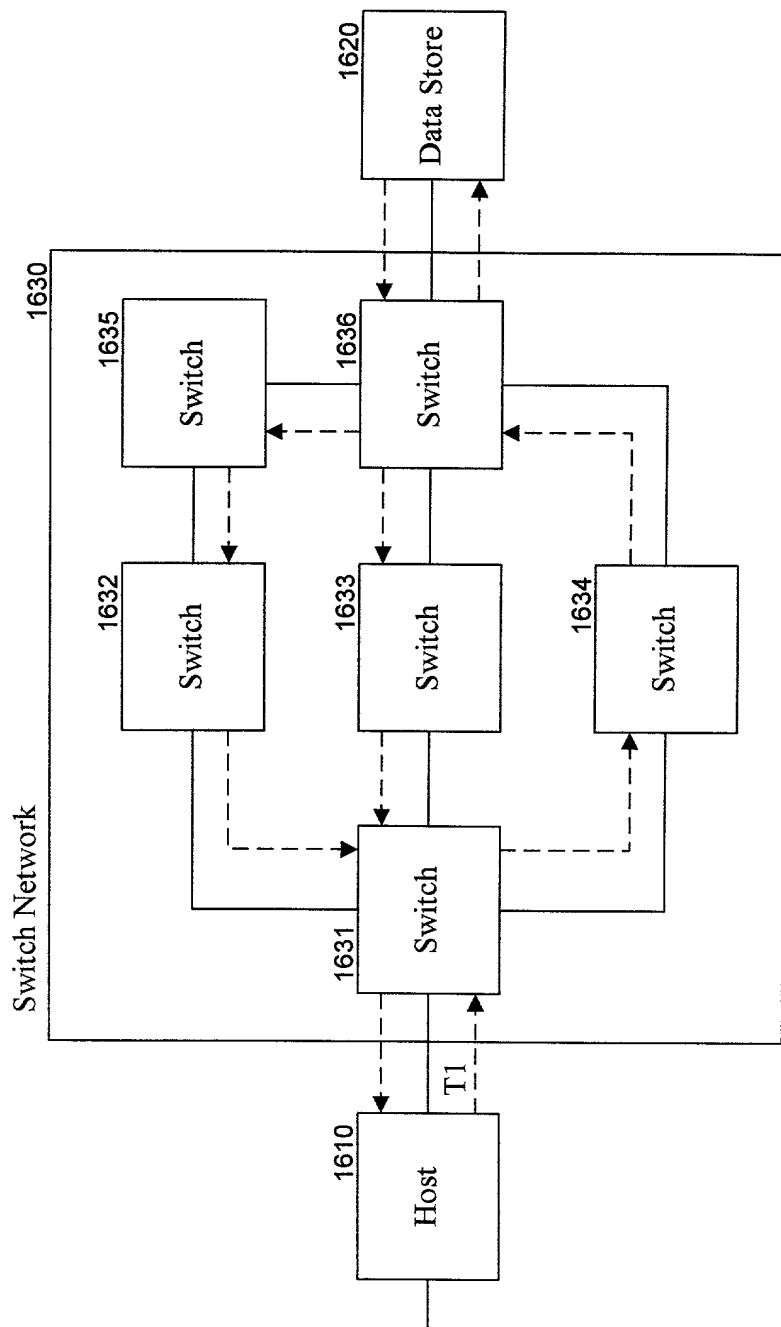 Switch Network
1630
1635
Switch
1632
Switch
1620
Data Store
1636
Switch
1633
Switch
1631
Switch
1610
Host
T1
1634
Switch